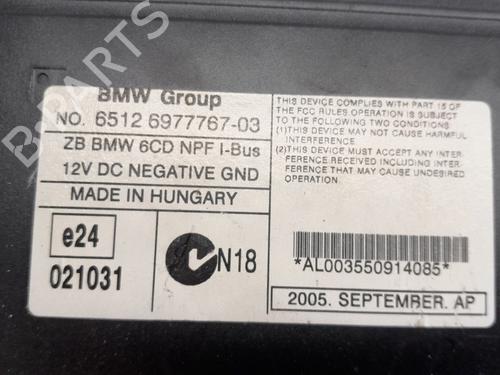 B-PARTS
BMW Group
NO. 6512 6977767-03
ZB BMW 6CD NPF I-Bus
12V DC NEGATIVE GND
MADE IN HUNGARY
e24
021031
N18
THIS DEVICE COMPLIES WITH PART 15 OF
THE FCC RULES OPERATION IS SUBJECT
TO THE FOLLOWING TWO CONDITIONS:
(1)THIS DEVICE MAY NOT CAUSE HARMFUL
INTERFERENCE.
(2)THIS DEVICE MUST ACCEPT ANY INTER-
FERENCE.RECEIVED INCLUDING INTER-
FERENCE THAT MAY CAUSE UNDESIRED
OPERATION.
*AL003550914085*
2005. SEPTEMBER. AP